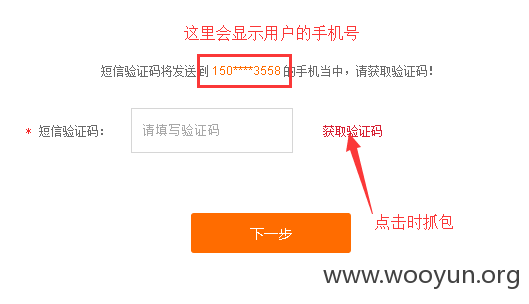 这里会显示用户的手机号
短信验证码将发送到 150****3558 的手机当中，请获取验证码!
* 短信验证码： 请填写验证码 获取验证码
点击时抓包
下一步
www.wooyun.org